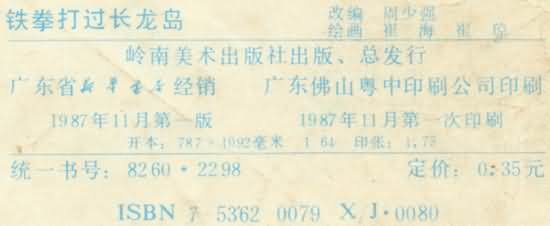 铁拳打过长龙岛
改编 周少强
绘画 崔海 崔
岭南美术出版社出版、总发行
广东省新华书店经销 广东佛山粤中印刷公司印刷
1987年11月第一版 1987年11月第一次印刷
开本：787×1092毫米 1 64 印张：1.75
统一书号：8260·2298 定价：0.35元
ISBN 7 5362 0079 X/J·0080